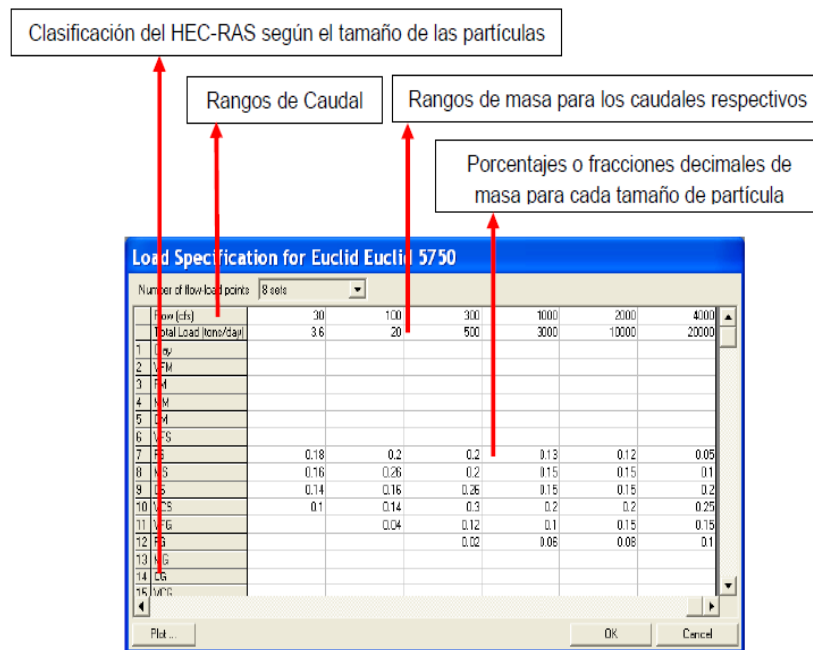 Clasificación del HEC-RAS según el tamaño de las partículas
Rangos de Caudal
Rangos de masa para los caudales respectivos
Porcentajes o fracciones decimales de
masa para cada tamaño de partícula
Load Specification for Euclid Euclid 5750
Number of flow-load points 8 sets
Flow (cfs) 30 100 300 1000 2000 4000
Total Load (tons/day) 3.6 20 500 3000 10000 20000
1 Clay
2 VFM
3 FM
4 MM
5 CM
6 VFS
7 FS 0.18 0.2 0.2 0.13 0.12 0.05
8 MS 0.16 0.26 0.2 0.15 0.15 0.1
9 CS 0.14 0.16 0.26 0.15 0.15 0.2
10 VCS 0.1 0.14 0.3 0.2 0.2 0.25
11 VFG 0.04 0.12 0.1 0.15 0.15
12 FG 0.02 0.06 0.08 0.1
13 MG
14 CG
15 VCG
Plot ... OK Cancel